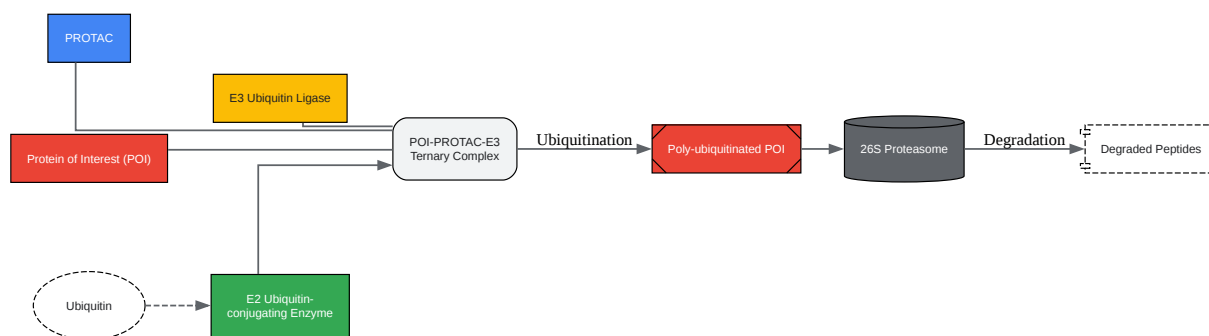 PROTAC
E3 Ubiquitin Ligase
Protein of Interest (POI)
POI-PROTAC-E3
Ternary Complex
Ubiquitination
Poly-ubiquitinated POI
26S Proteasome
Degradation
Degraded Peptides
Ubiquitin
E2 Ubiquitin-
conjugating Enzyme